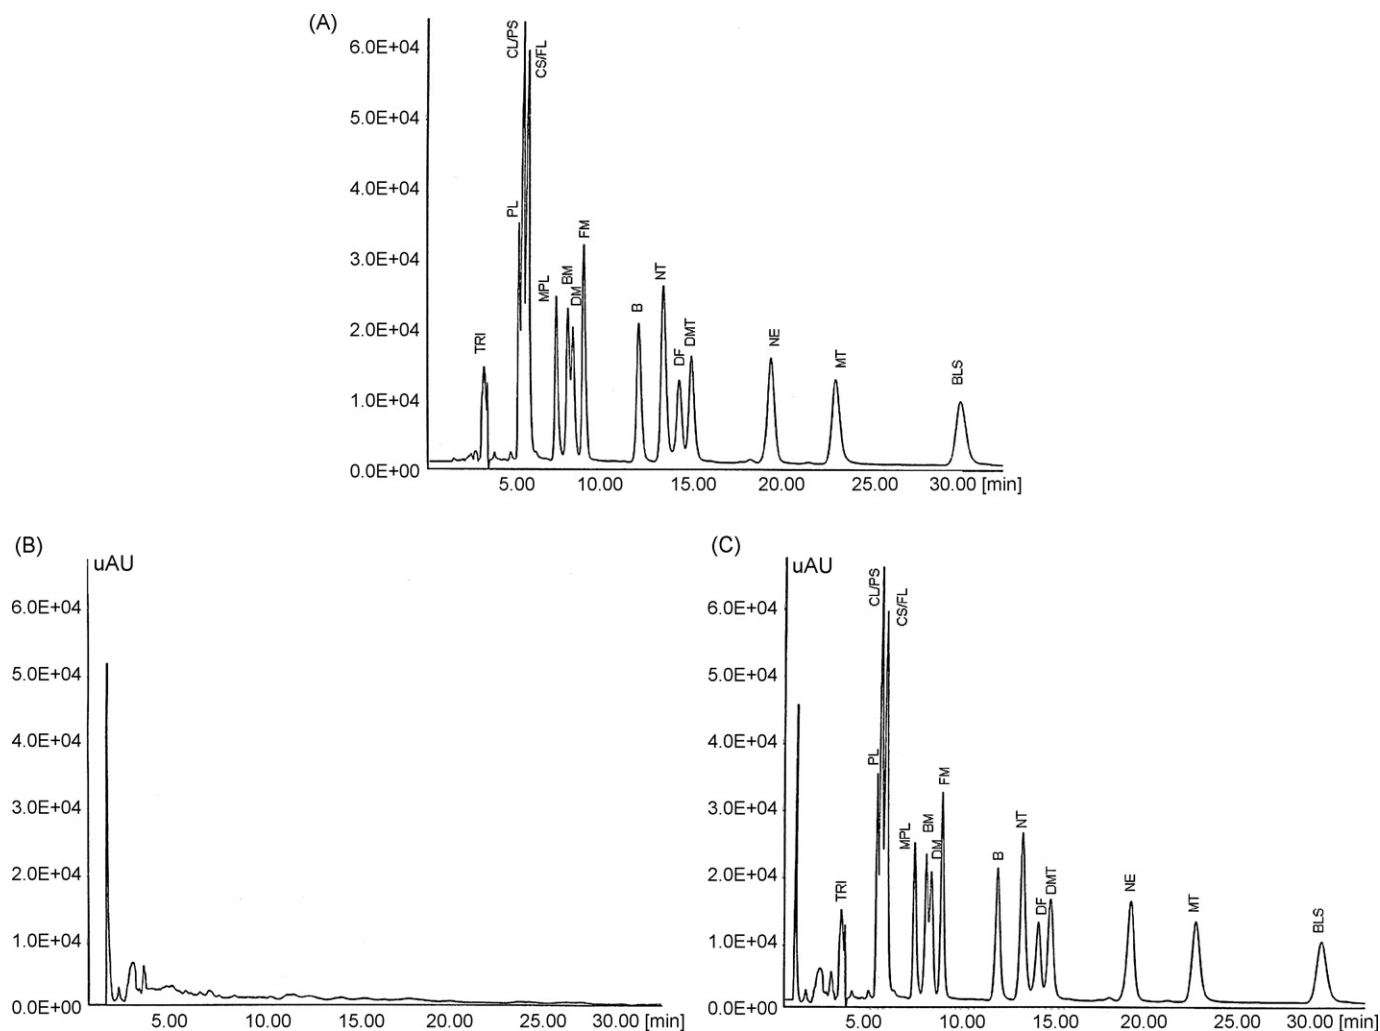 (A)
6.0E+04
5.0E+04
4.0E+04
3.0E+04
2.0E+04
1.0E+04
0.0E+00
TRI
PL
CL/PS
CS/FL
MPL
BM
DM
FM
B
NT
DF
DMT
NE
MT
BLS
5.00 10.00 15.00 20.00 25.00 30.00 [min]
(B)
uAU
6.0E+04
5.0E+04
4.0E+04
3.0E+04
2.0E+04
1.0E+04
0.0E+00
5.00 10.00 15.00 20.00 25.00 30.00 [min]
(C)
uAU
6.0E+04
5.0E+04
4.0E+04
3.0E+04
2.0E+04
1.0E+04
0.0E+00
TRI
PL
CL/PS
CS/FL
MPL
BM
DM
FM
B
NT
DF
DMT
NE
MT
BLS
5.00 10.00 15.00 20.00 25.00 30.00 [min]